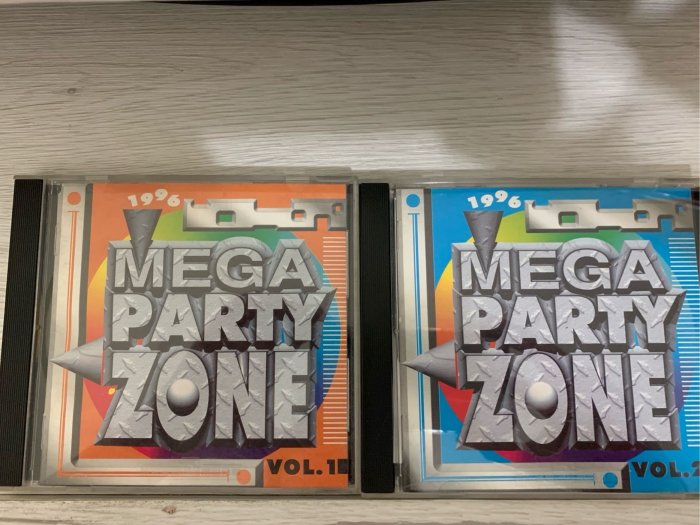 1996
MEGA
PARTY
ZONE
VOL.1
1996
MEGA
PARTY
ZONE
VOL.2